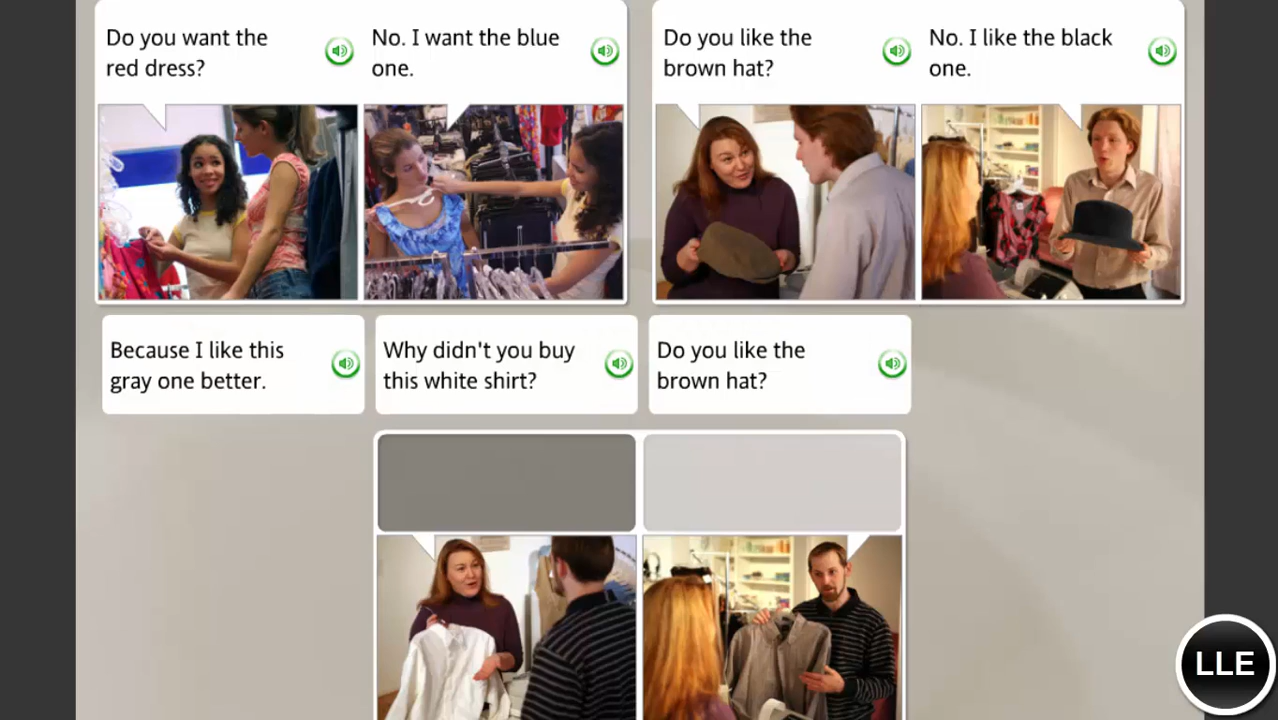 Do you want the
red dress?
No. I want the blue
one.
Do you like the
brown hat?
No. I like the black
one.
Because I like this
gray one better.
Why didn't you buy
this white shirt?
Do you like the
brown hat?
LLE